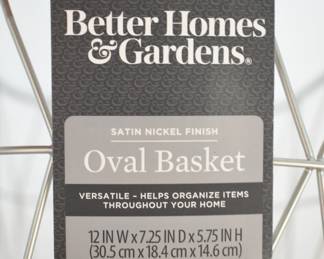 Better Homes
& Gardens®
SATIN NICKEL FINISH
Oval Basket
VERSATILE – HELPS ORGANIZE ITEMS
THROUGHOUT YOUR HOME
12 IN W x 7.25 IN D x 5.75 IN H
(30.5 cm x 18.4 cm x 14.6 cm)